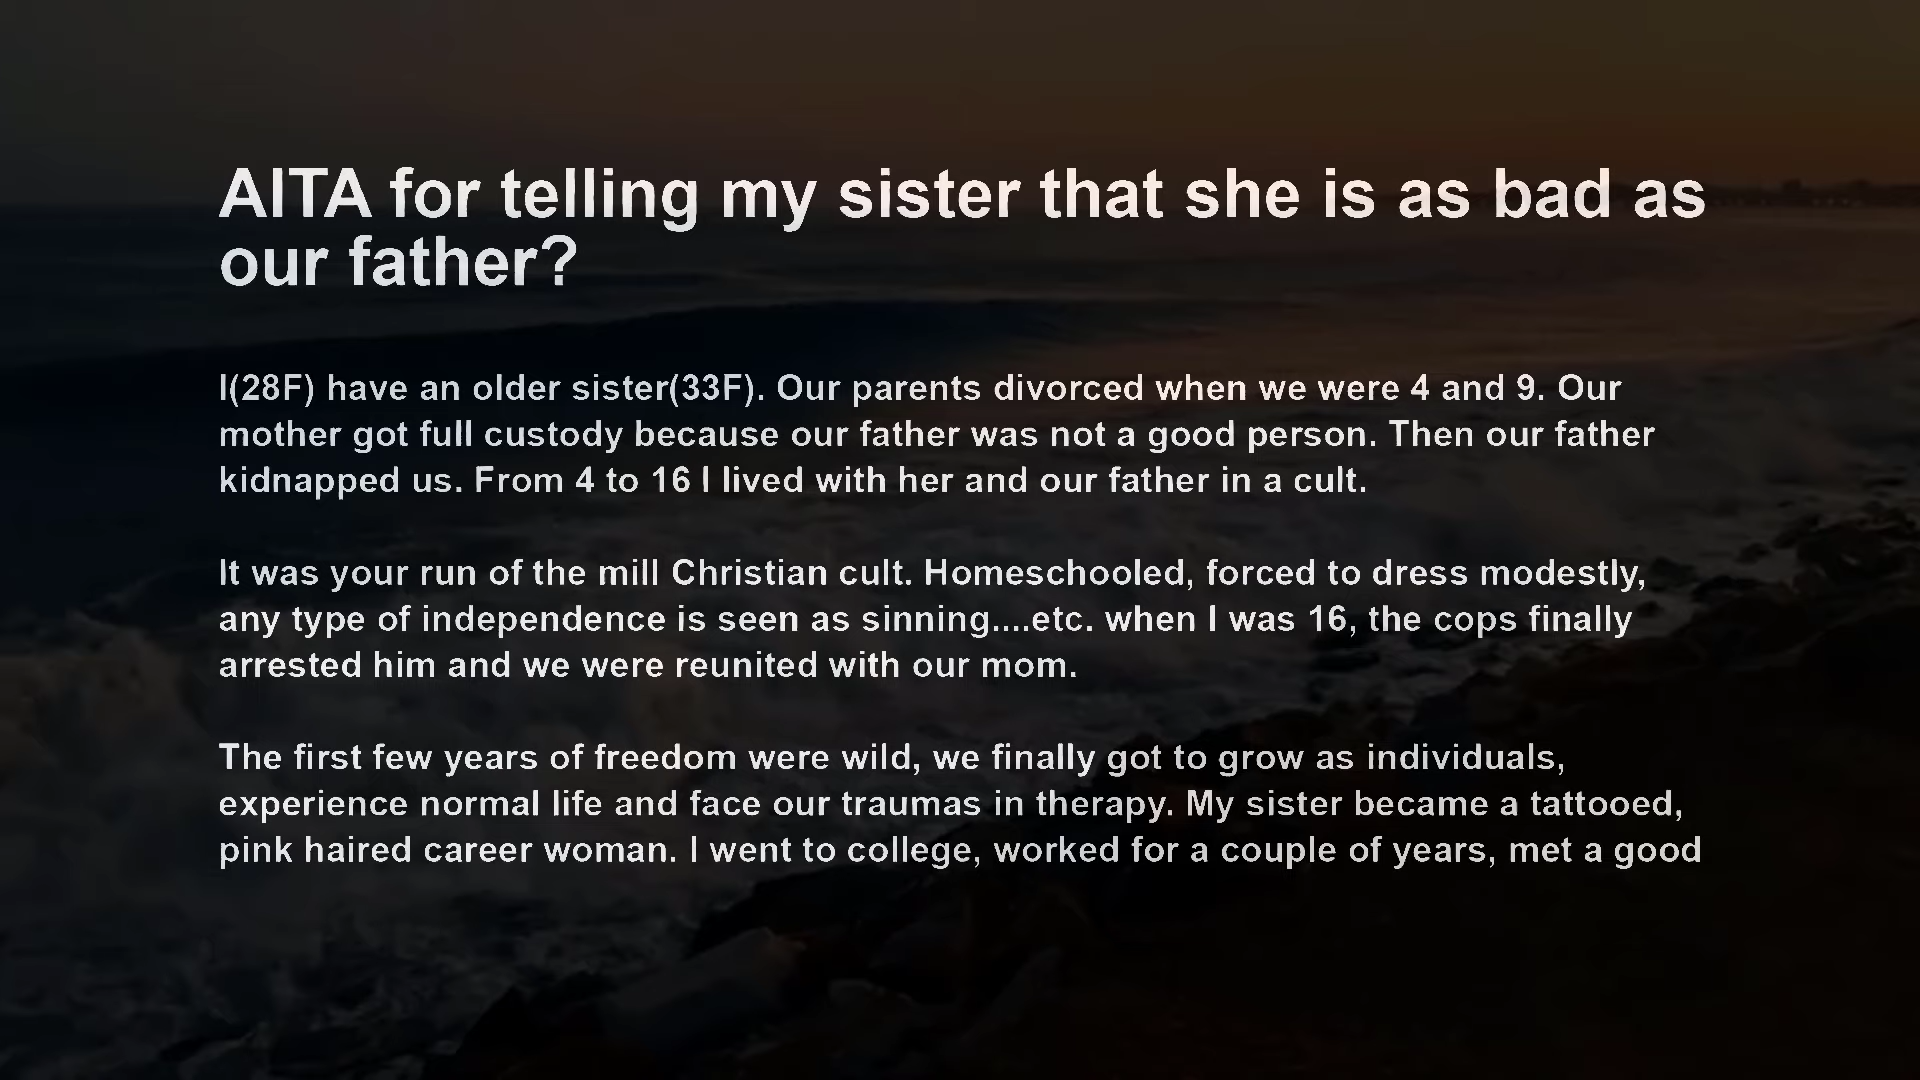 AITA for telling my sister that she is as bad as
our father?
I(28F) have an older sister(33F). Our parents divorced when we were 4 and 9. Our
mother got full custody because our father was not a good person. Then our father
kidnapped us. From 4 to 16 I lived with her and our father in a cult.
It was your run of the mill Christian cult. Homeschooled, forced to dress modestly,
any type of independence is seen as sinning....etc. when I was 16, the cops finally
arrested him and we were reunited with our mom.
The first few years of freedom were wild, we finally got to grow as individuals,
experience normal life and face our traumas in therapy. My sister became a tattooed,
pink haired career woman. I went to college, worked for a couple of years, met a good